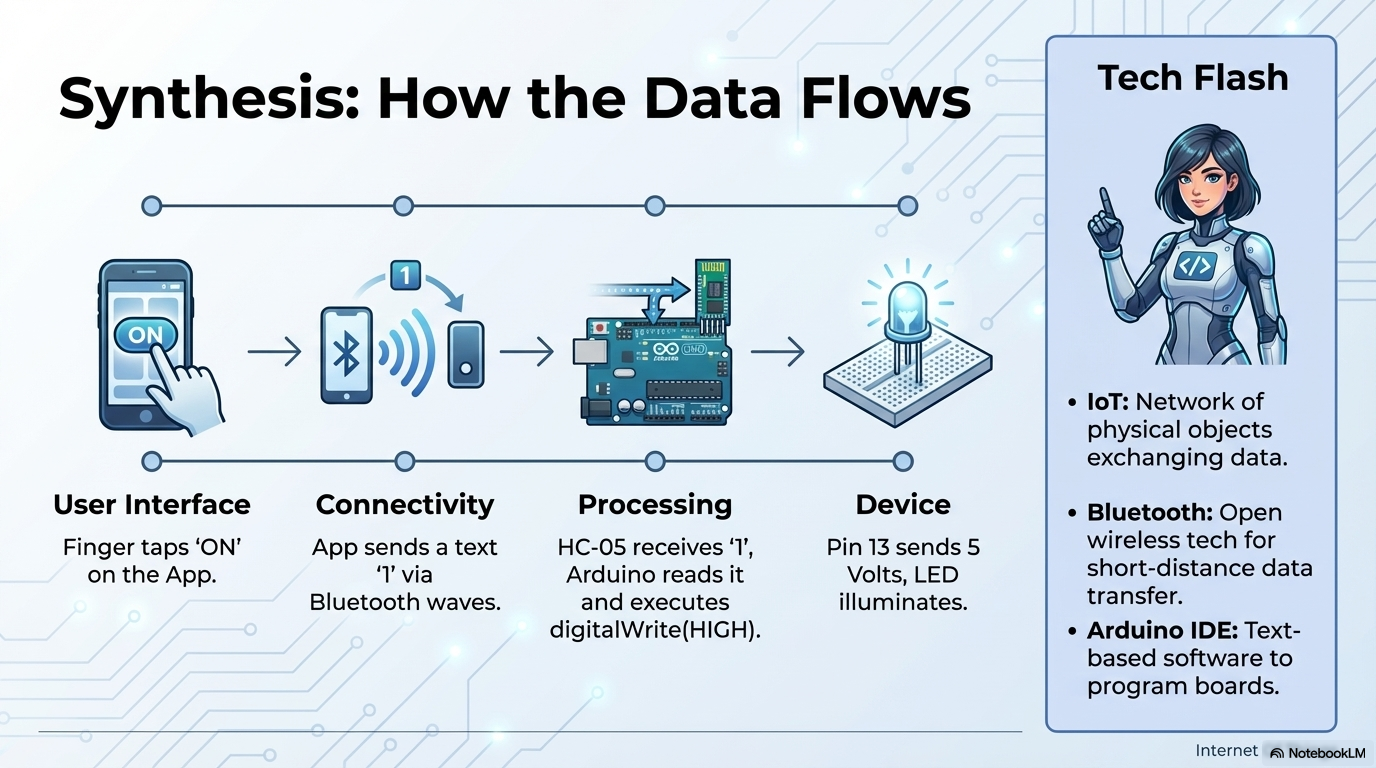 Synthesis: How the Data Flows
ON
1
UNO
User Interface
Finger taps ‘ON’
on the App.
Connectivity
App sends a text
‘1’ via
Bluetooth waves.
Processing
HC-05 receives ‘1’,
Arduino reads it
and executes
digitalWrite(HIGH).
Device
Pin 13 sends 5
Volts, LED
illuminates.
Tech Flash
</>
• IoT: Network of
physical objects
exchanging data.
• Bluetooth: Open
wireless tech for
short-distance data
transfer.
• Arduino IDE: Text-
based software to
program boards.
Internet
NotebookLM